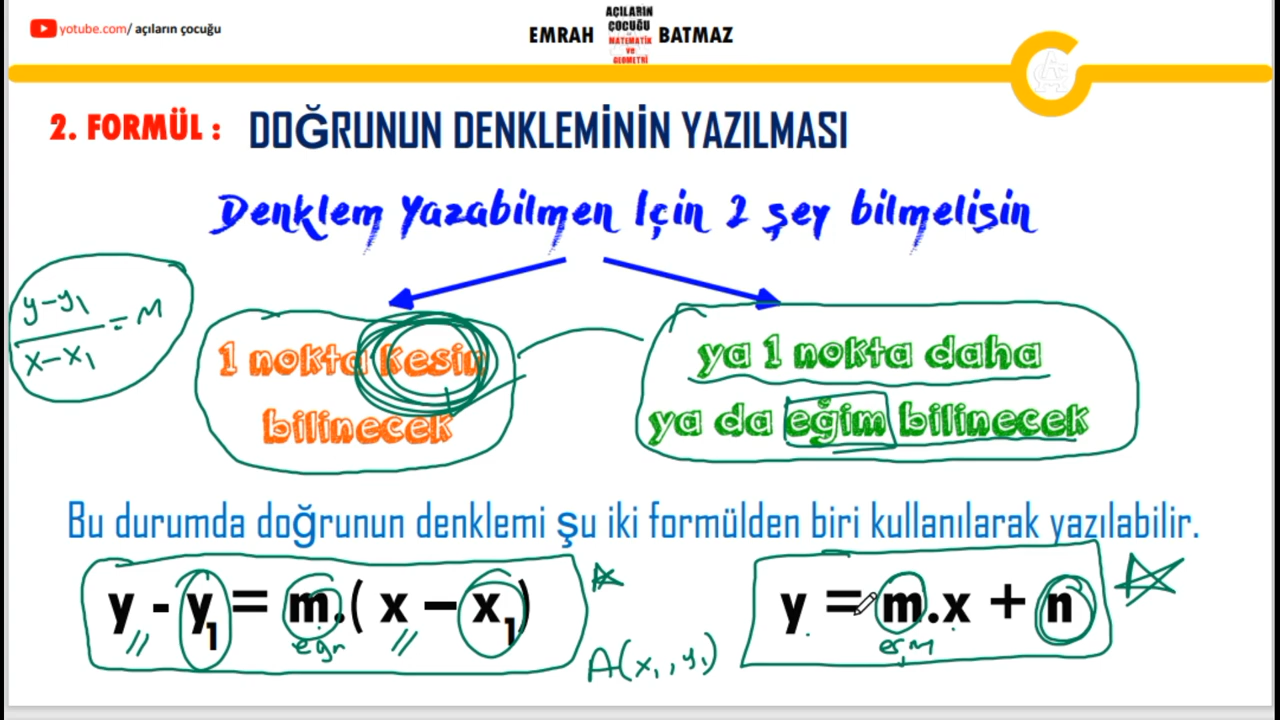 yotube.com/ açıların çocuğu
EMRAH
AÇILARIN
ÇOCUĞU
MATEMATİK
ve
GEOMETRİ
BATMAZ
2. FORMÜL : DOĞRUNUN DENKLEMİNİN YAZILMASI
Denklem Yazabilmen İçin 2 şey bilmelisin
y-y₁
x-x₁
= M
1 nokta kesin
bilinecek
ya 1 nokta daha
ya da eğim bilinecek
Bu durumda doğrunun denklemi şu iki formülden biri kullanılarak yazılabilir.
y - y₁ = m.( x – x₁)
eğm
A(x₁, y₁)
y = m.x + n